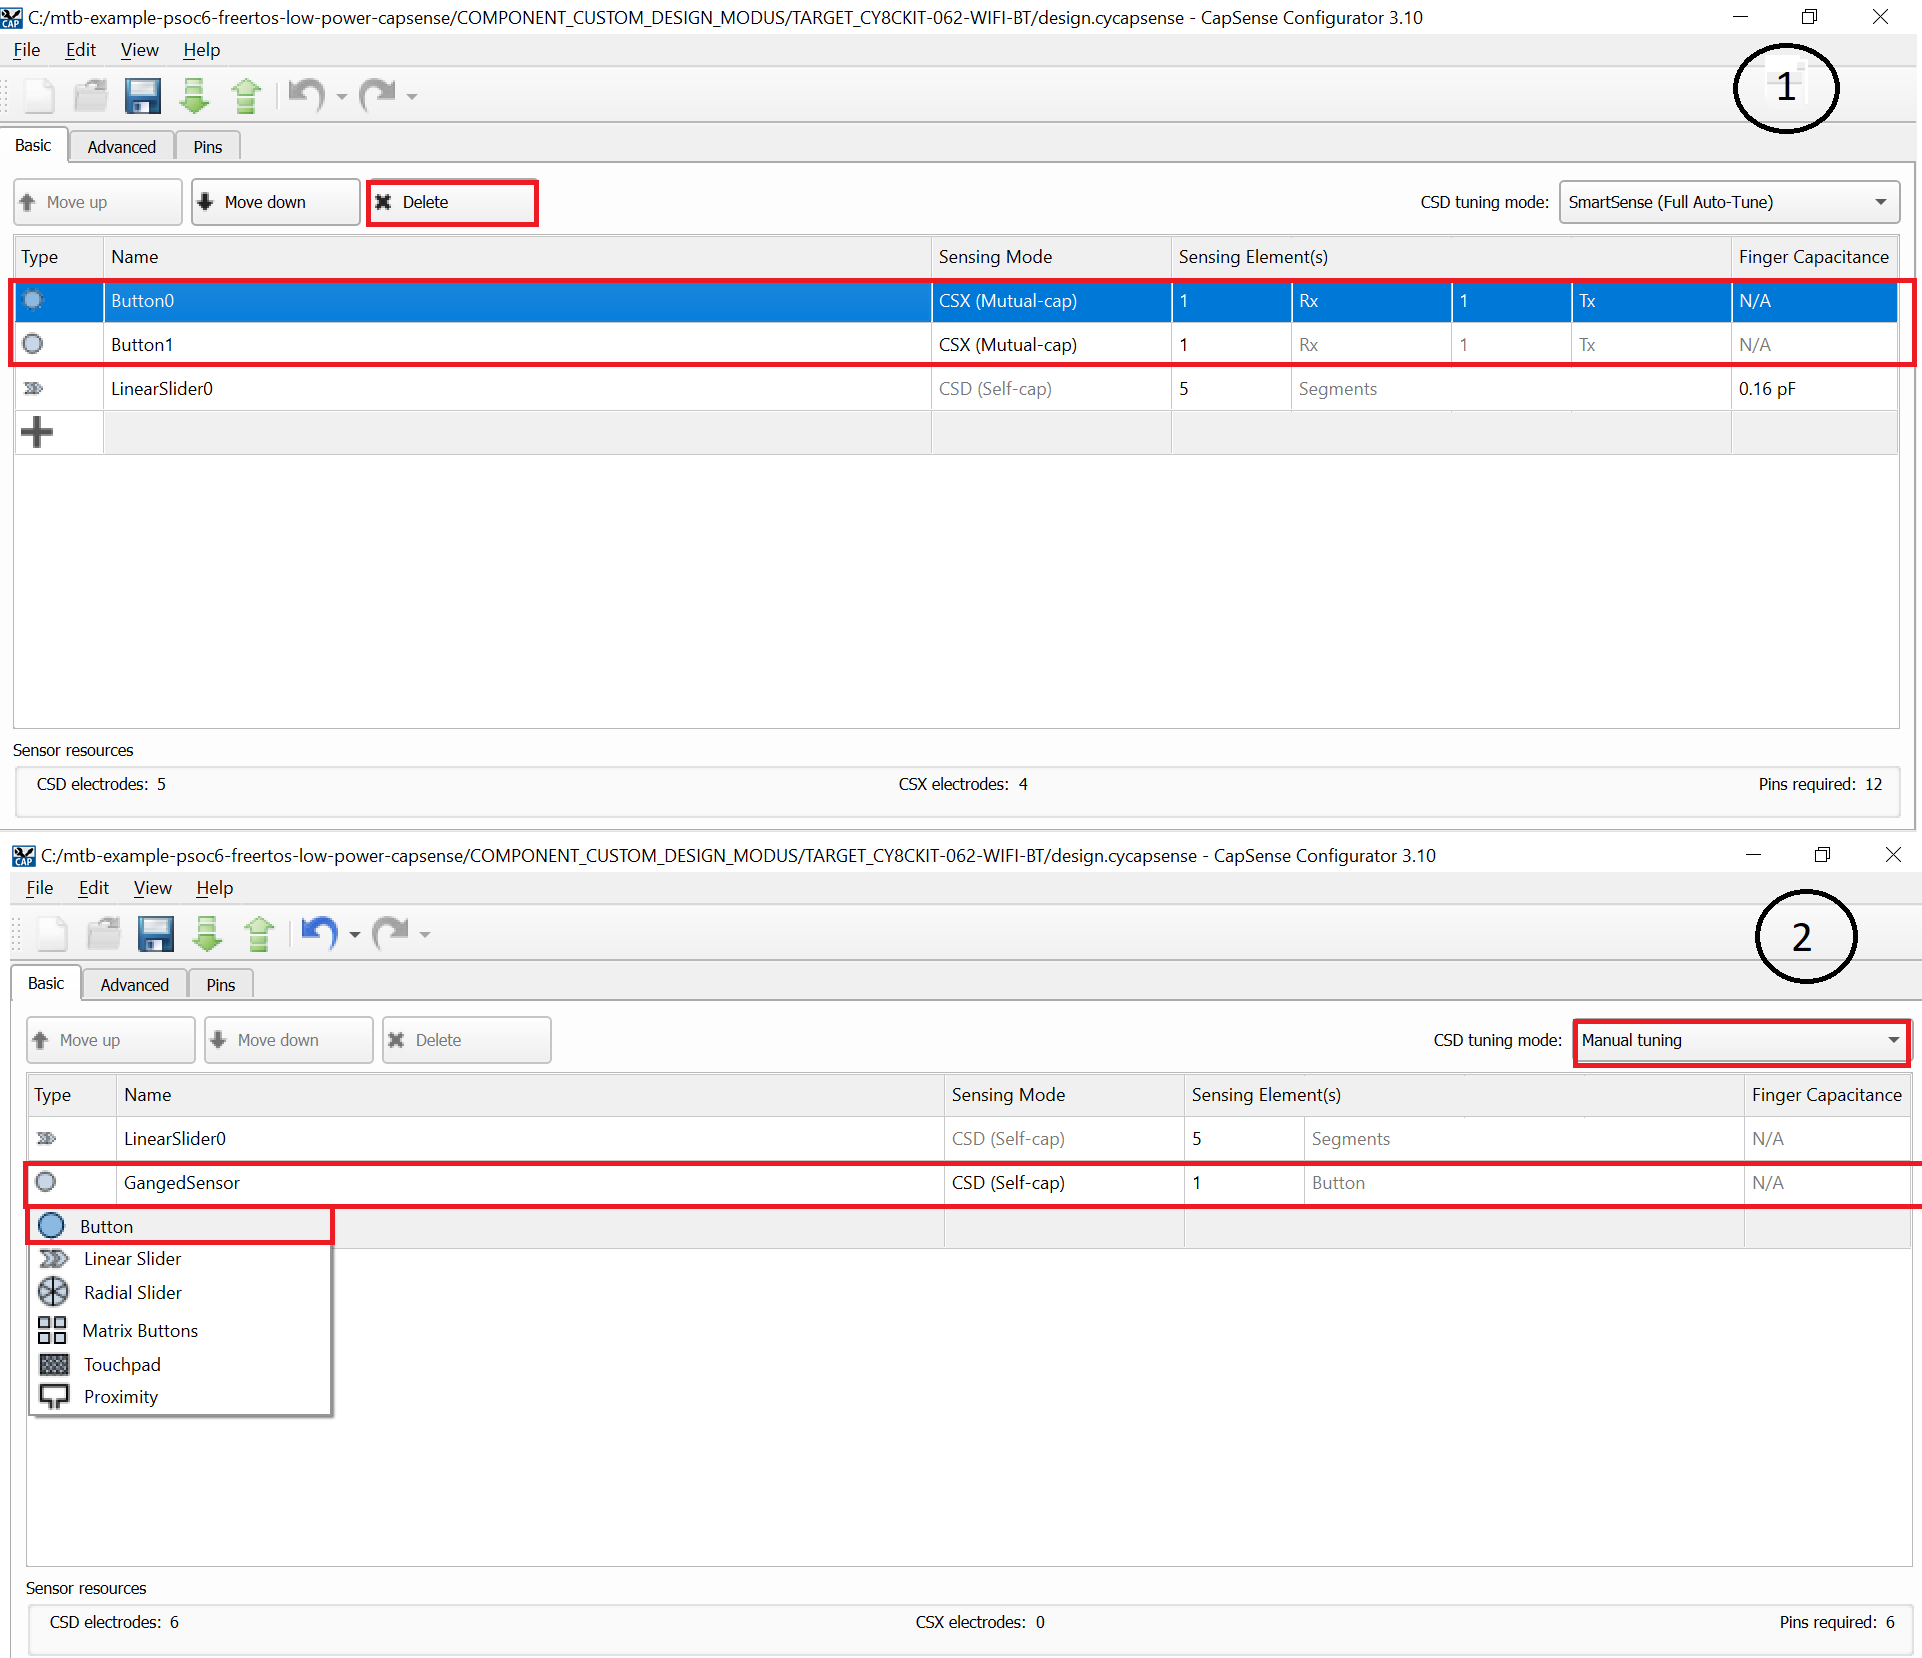 C:/mtb-example-psoc6-freertos-low-power-capsense/COMPONENT_CUSTOM_DESIGN_MODUS/TARGET_CY8CKIT-062-WIFI-BT/design.cycapsense - CapSense Configurator 3.10
File Edit View Help
1
Basic Advanced Pins
Move up Move down Delete CSD tuning mode: SmartSense (Full Auto-Tune)
Type Name Sensing Mode Sensing Element(s) Finger Capacitance
Button0 CSX (Mutual-cap) 1 Rx 1 Tx N/A
Button1 CSX (Mutual-cap) 1 Rx 1 Tx N/A
LinearSlider0 CSD (Self-cap) 5 Segments 0.16 pF
Sensor resources
CSD electrodes: 5 CSX electrodes: 4 Pins required: 12
CAP C:/mtb-example-psoc6-freertos-low-power-capsense/COMPONENT_CUSTOM_DESIGN_MODUS/TARGET_CY8CKIT-062-WIFI-BT/design.cycapsense - CapSense Configurator 3.10
File Edit View Help
2
Basic Advanced Pins
Move up Move down Delete CSD tuning mode: Manual tuning
Type Name Sensing Mode Sensing Element(s) Finger Capacitance
LinearSlider0 CSD (Self-cap) 5 Segments N/A
GangedSensor CSD (Self-cap) 1 Button N/A
Button
Linear Slider
Radial Slider
Matrix Buttons
Touchpad
Proximity
Sensor resources
CSD electrodes: 6 CSX electrodes: 0 Pins required: 6